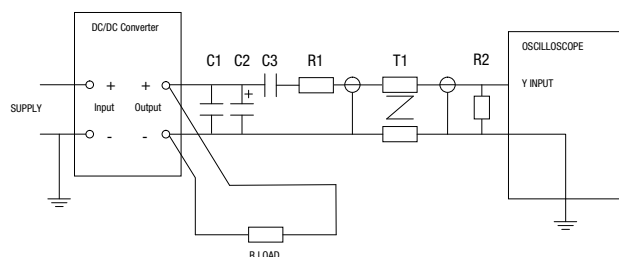 DC/DC Converter
C1 C2 C3 R1 T1 R2
OSCILLOSCOPE
+ + +
Y INPUT
SUPPLY
Input Output
- -
R LOAD